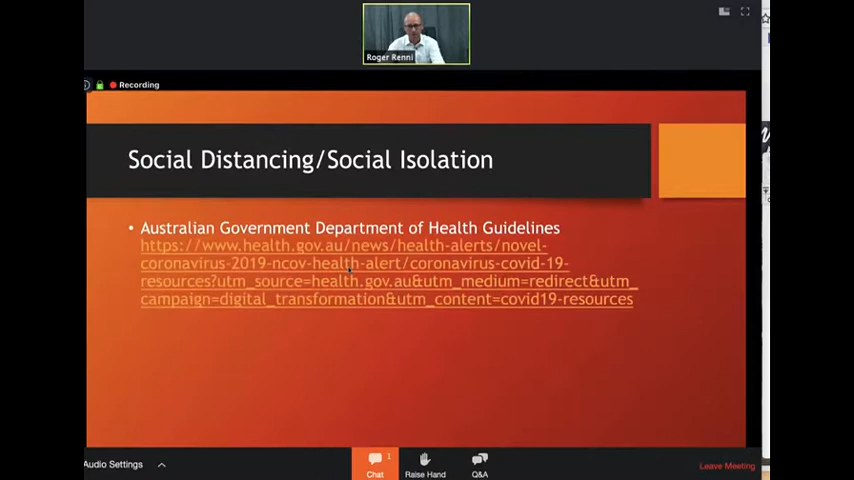 Roger Renni
Recording
Social Distancing/Social Isolation
• Australian Government Department of Health Guidelines
https://www.health.gov.au/news/health-alerts/novel-
coronavirus-2019-ncov-health-alert/coronavirus-covid-19-
resources?utm_source=health.gov.au&utm_medium=redirect&utm_
campaign=digital_transformation&utm_content=covid19-resources
Audio Settings
1
Chat
Raise Hand
Q&A
Leave Meeting